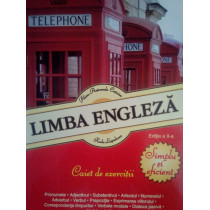 TELEPHONE
TELEPHONE
LIMBA ENGLEZĂ
Ediția a II-a
Simplu
și
eficient
Caiet de exerciții
Pronumele • Adjectivul • Substantivul • Articolul • Numeralul •
Adverbul • Verbul • Prepoziția • Exprimarea viitorului •
Corespondența timpurilor • Verbele modale • Diateza pasivă •